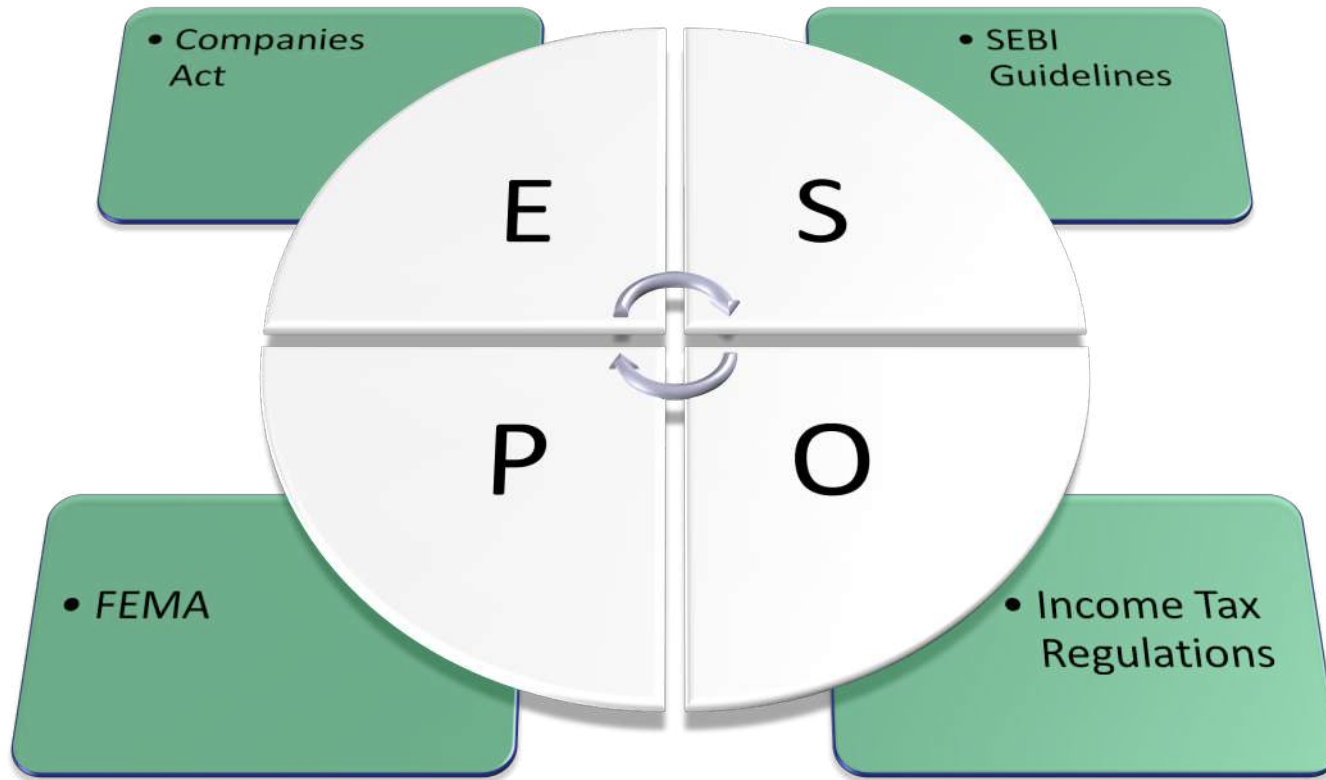 • Companies
Act
• SEBI
Guidelines
E
S
P
O
• FEMA
• Income Tax
Regulations